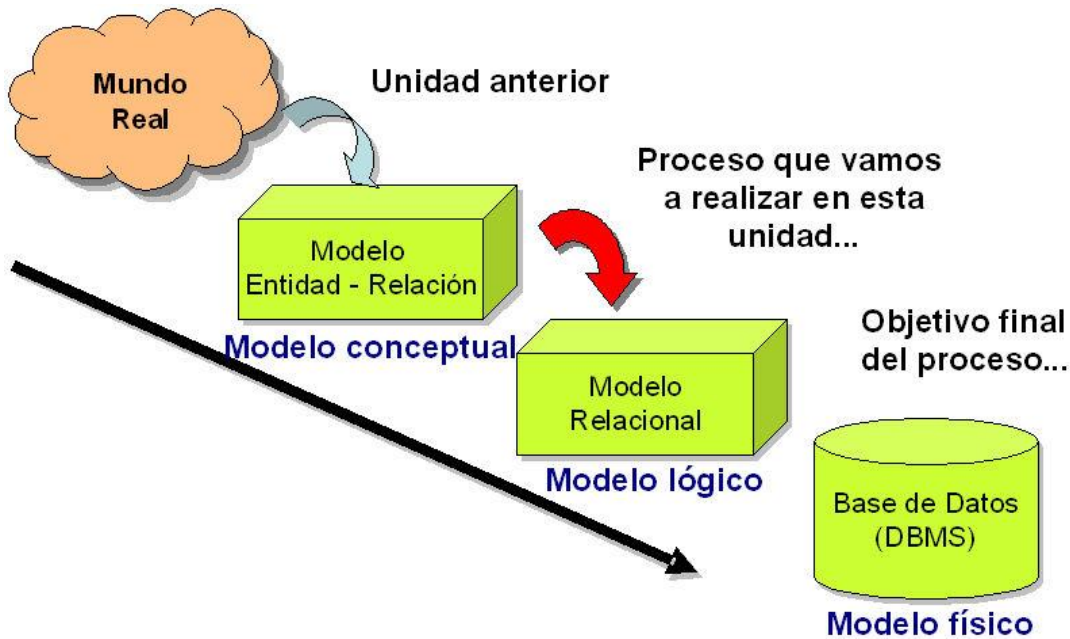 Mundo
Real
Unidad anterior
Proceso que vamos
a realizar en esta
unidad...
Modelo
Entidad - Relación
Modelo conceptual
Objetivo final
del proceso...
Modelo
Relacional
Modelo lógico
Base de Datos
(DBMS)
Modelo físico